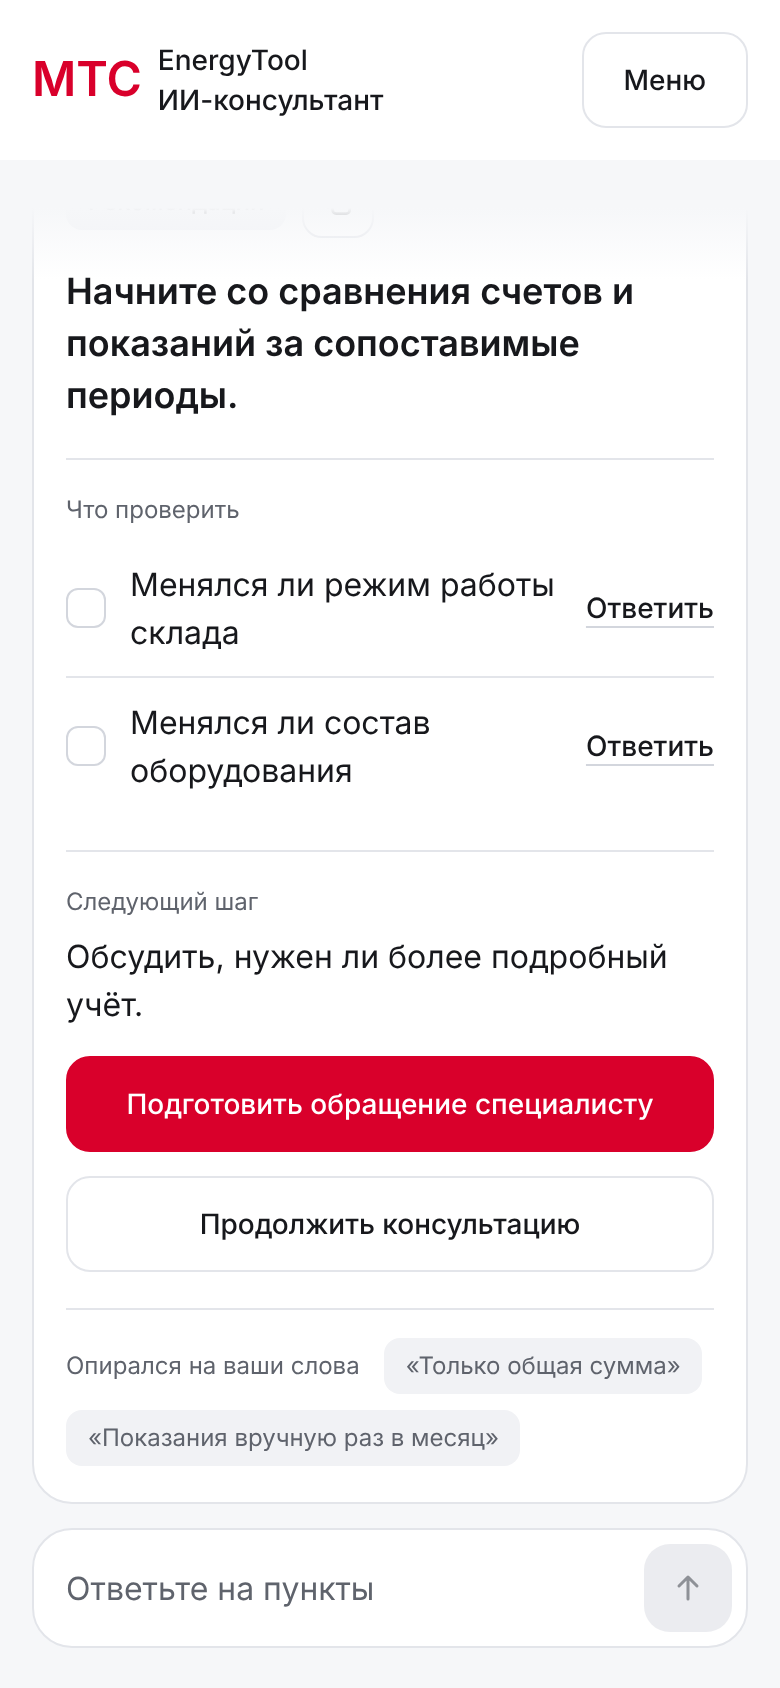 МТС
EnergyTool
ИИ-консультант
Меню
Начните со сравнения счетов и
показаний за сопоставимые
периоды.
Что проверить
Менялся ли режим работы
склада
Ответить
Менялся ли состав
оборудования
Ответить
Следующий шаг
Обсудить, нужен ли более подробный
учёт.
Подготовить обращение специалисту
Продолжить консультацию
Опирался на ваши слова
«Только общая сумма»
«Показания вручную раз в месяц»
Ответьте на пункты